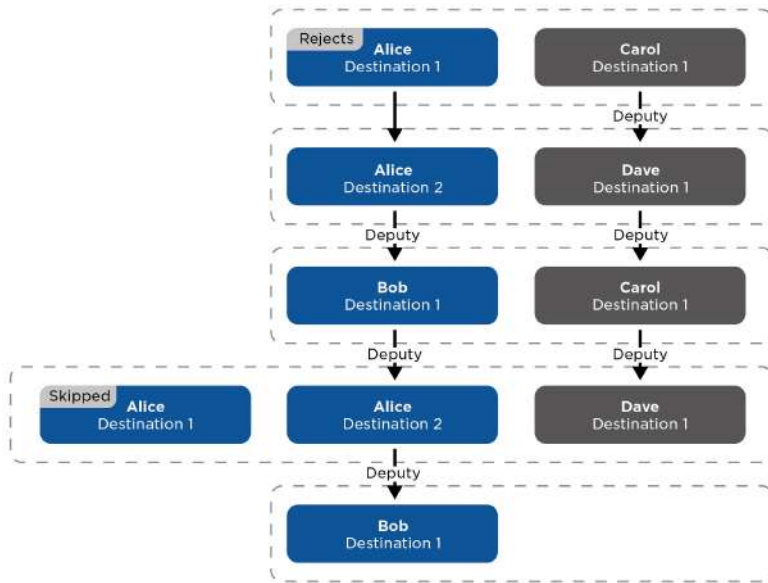 Rejects
Alice
Destination 1
Carol
Destination 1
Deputy
Alice
Destination 2
Dave
Destination 1
Deputy
Deputy
Bob
Destination 1
Carol
Destination 1
Deputy
Deputy
Skipped
Alice
Destination 1
Alice
Destination 2
Dave
Destination 1
Deputy
Bob
Destination 1